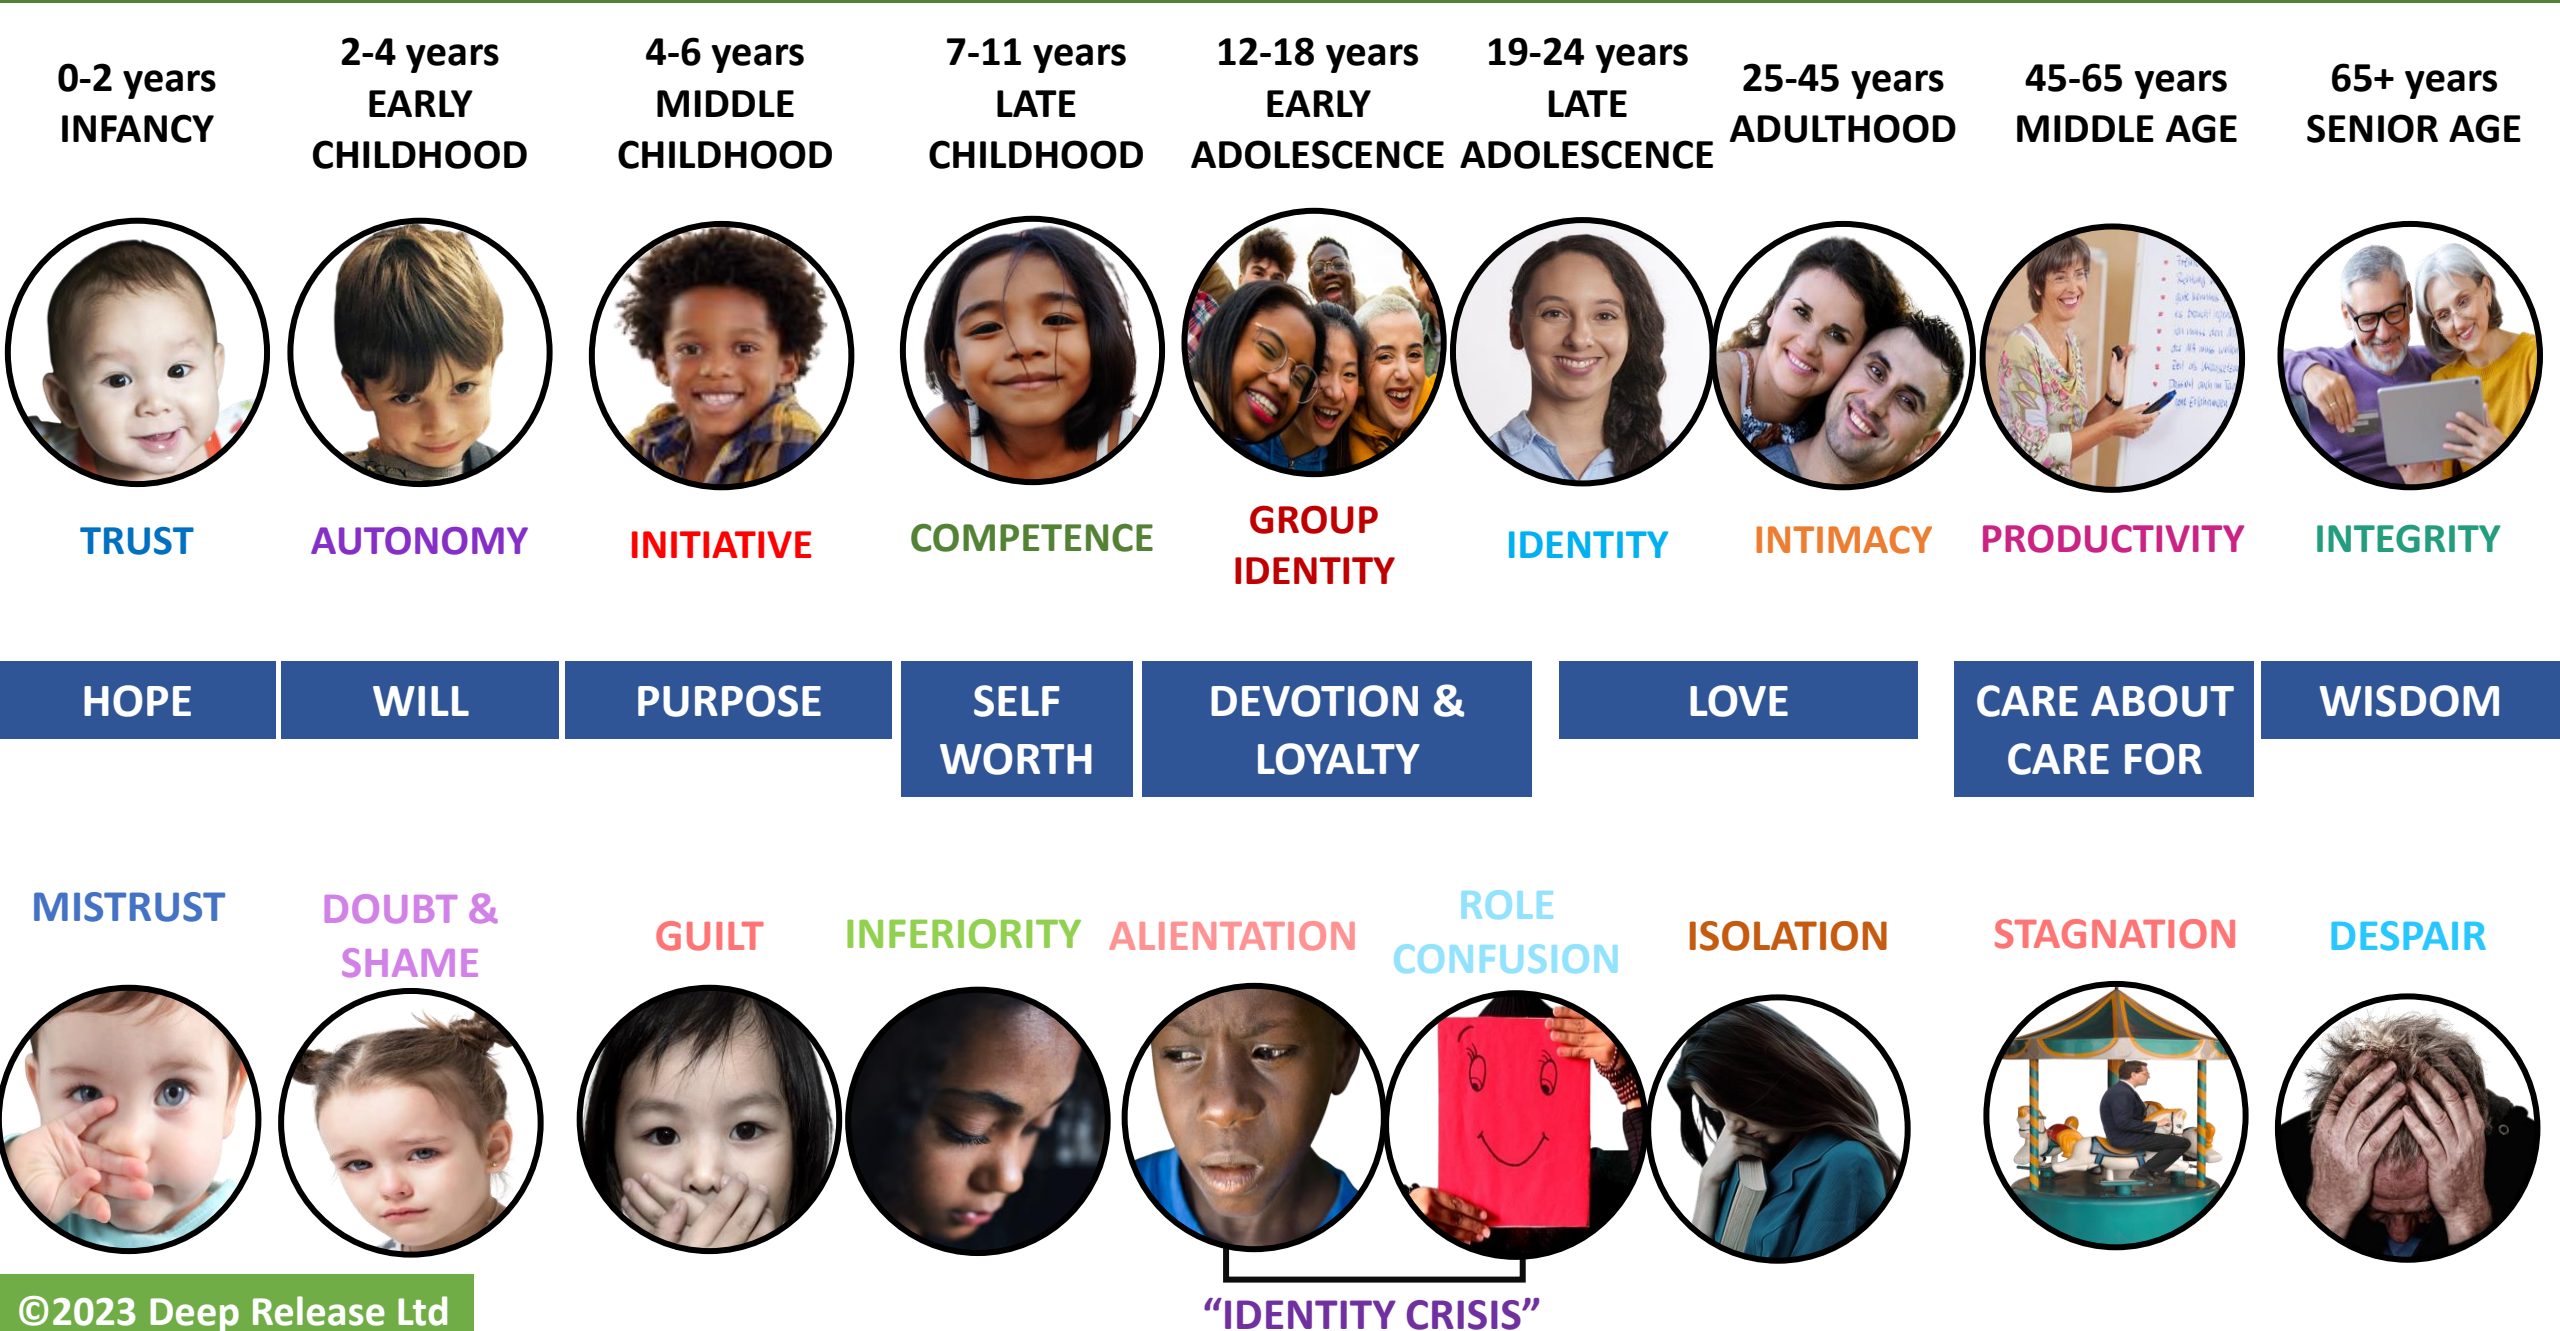 0-2 years
INFANCY
2-4 years
EARLY
CHILDHOOD
4-6 years
MIDDLE
CHILDHOOD
7-11 years
LATE
CHILDHOOD
12-18 years
EARLY
ADOLESCENCE
19-24 years
LATE
ADOLESCENCE
25-45 years
ADULTHOOD
45-65 years
MIDDLE AGE
65+ years
SENIOR AGE
TRUST
AUTONOMY
INITIATIVE
COMPETENCE
GROUP
IDENTITY
IDENTITY
INTIMACY
PRODUCTIVITY
INTEGRITY
HOPE
WILL
PURPOSE
SELF
WORTH
DEVOTION &
LOYALTY
LOVE
CARE ABOUT
CARE FOR
WISDOM
MISTRUST
DOUBT &
SHAME
GUILT
INFERIORITY
ALIENTATION
ROLE
CONFUSION
ISOLATION
STAGNATION
DESPAIR
"IDENTITY CRISIS"
©2023 Deep Release Ltd